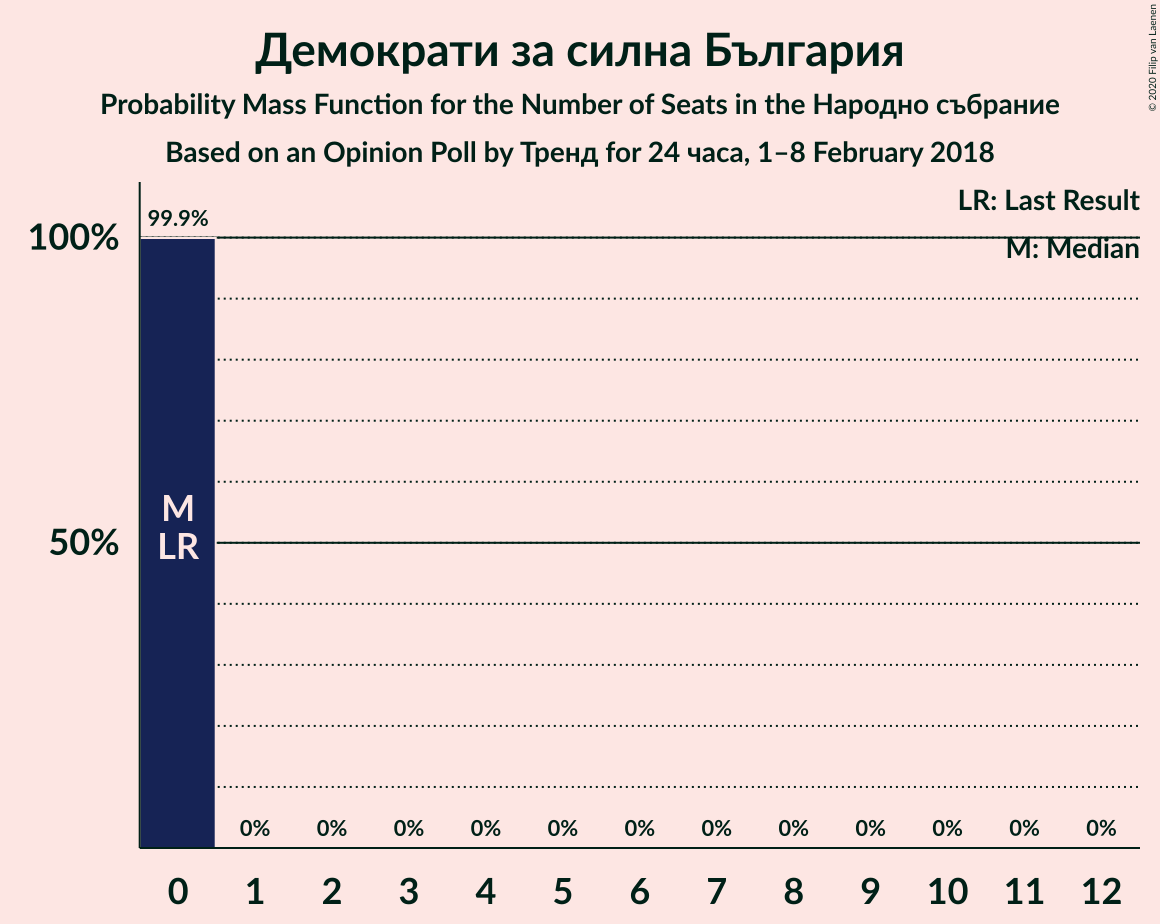 Демократи за силна България
Probability Mass Function for the Number of Seats in the Народно събрание
Based on an Opinion Poll by Тренд for 24 часа, 1–8 February 2018
© 2020 Filip van Laenen
LR: Last Result
M: Median
99.9%
100%
50%
M
LR
0% 0% 0% 0% 0% 0% 0% 0% 0% 0% 0% 0%
0 1 2 3 4 5 6 7 8 9 10 11 12